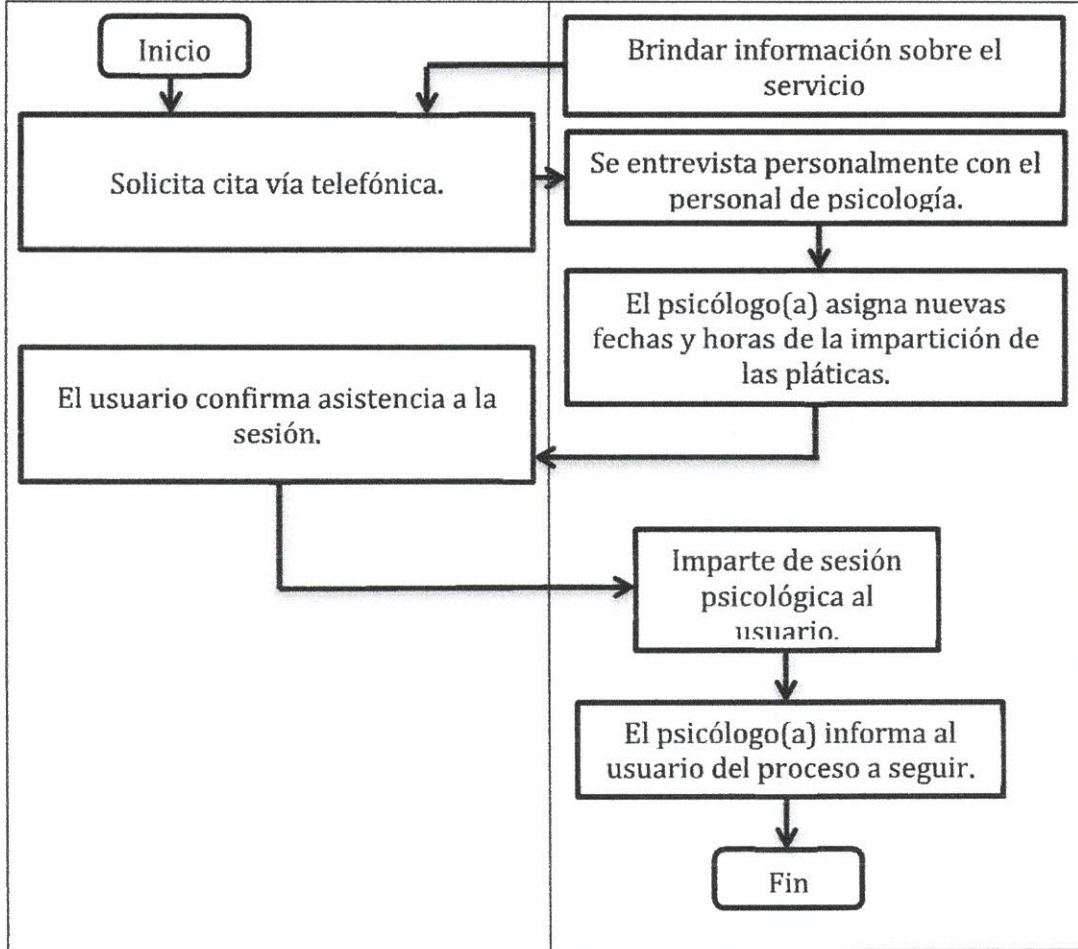 Inicio
Brindar información sobre el
servicio
Solicita cita vía telefónica.
Se entrevista personalmente con el
personal de psicología.
El psicólogo(a) asigna nuevas
fechas y horas de la impartición de
las pláticas.
El usuario confirma asistencia a la
sesión.
Imparte de sesión
psicológica al
usuario.
El psicólogo(a) informa al
usuario del proceso a seguir.
Fin